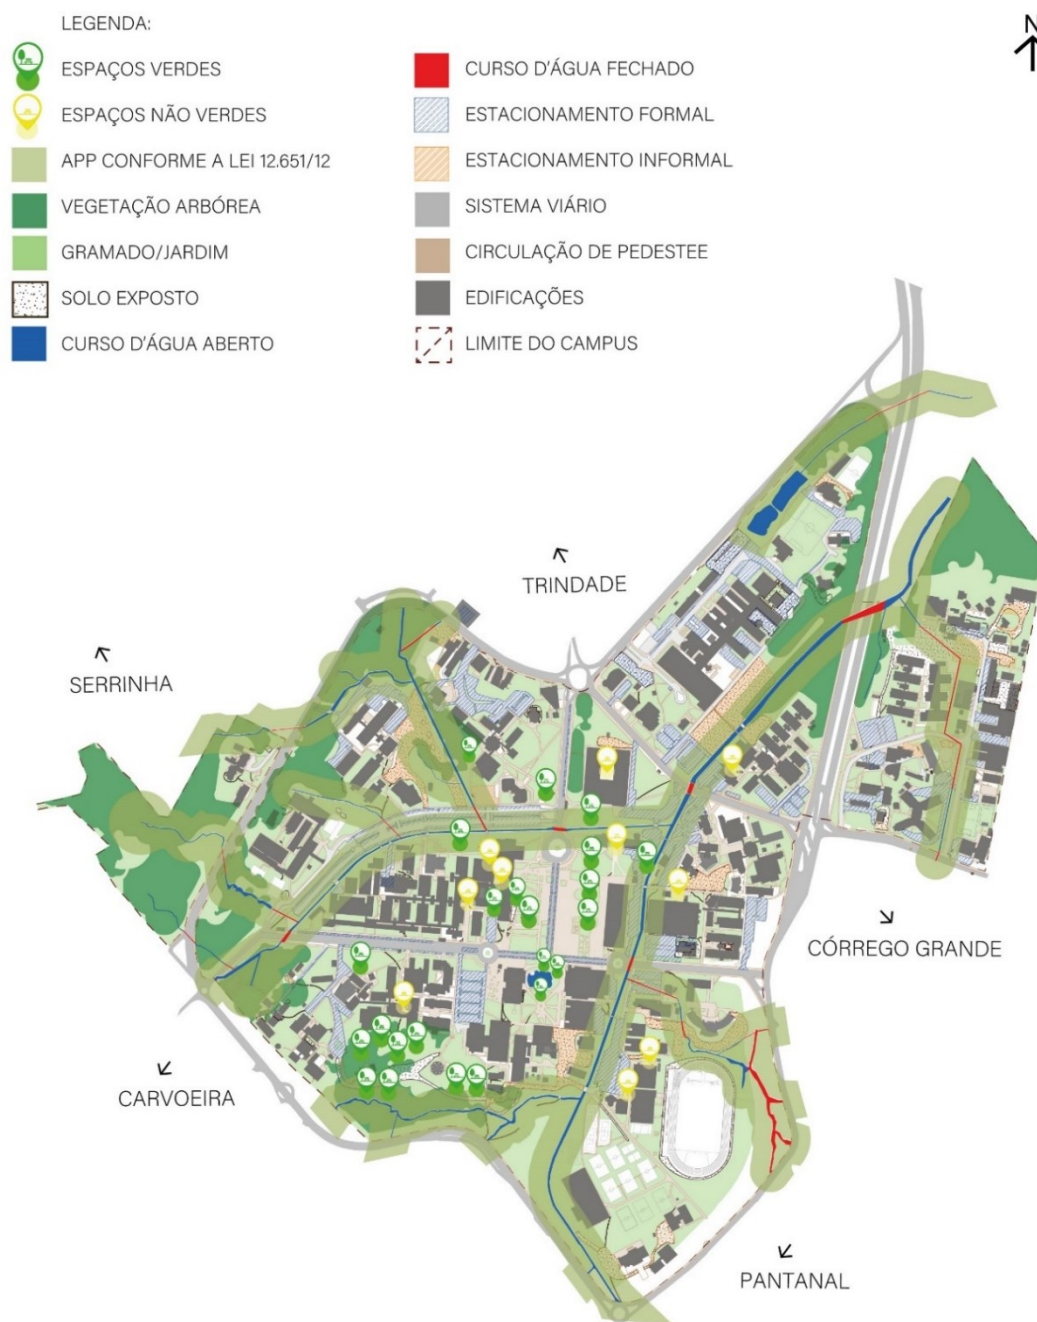 LEGENDA:
ESPAÇOS VERDES
ESPAÇOS NÃO VERDES
APP CONFORME A LEI 12.651/12
VEGETAÇÃO ARBÓREA
GRAMADO/JARDIM
SOLO EXPOSTO
CURSO D'ÁGUA ABERTO
CURSO D'ÁGUA FECHADO
ESTACIONAMENTO FORMAL
ESTACIONAMENTO INFORMAL
SISTEMA VIÁRIO
CIRCULAÇÃO DE PEDESTEE
EDIFICAÇÕES
LIMITE DO CAMPUS
N
TRINDADE
SERRINHA
CÓRREGO GRANDE
CARVOEIRA
PANTANAL